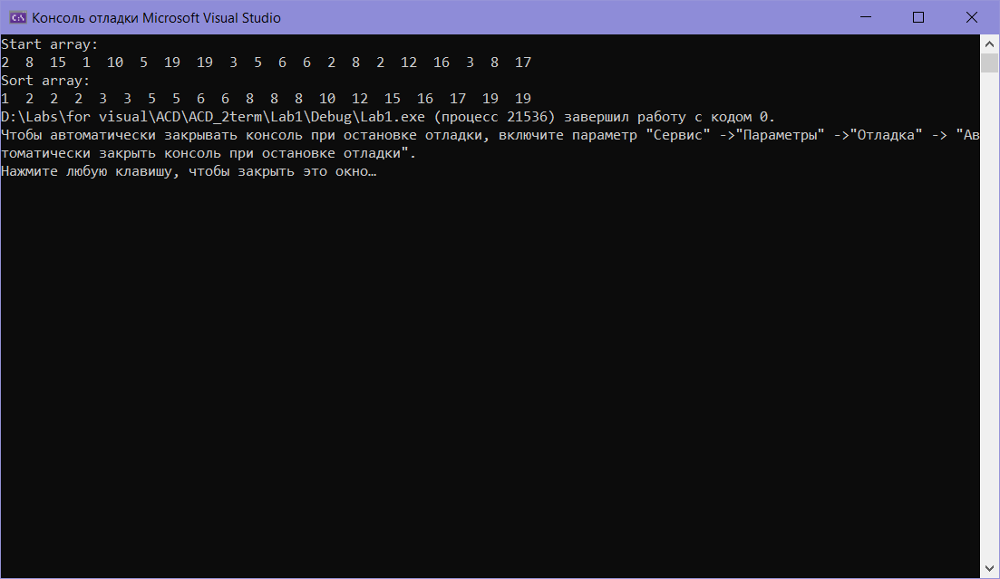 Консоль отладки Microsoft Visual Studio
Start array:
2  8  15  1  10  5  19  19  3  5  6  6  2  8  2  12  16  3  8  17
Sort array:
1  2  2  2  3  3  5  5  6  6  8  8  8  10  12  15  16  17  19  19
D:\Labs\for visual\ACD\ACD_2term\Lab1\Debug\Lab1.exe (процесс 21536) завершил работу с кодом 0.
Чтобы автоматически закрывать консоль при остановке отладки, включите параметр "Сервис" ->"Параметры" ->"Отладка" -> "Ав
томатически закрыть консоль при остановке отладки".
Нажмите любую клавишу, чтобы закрыть это окно…